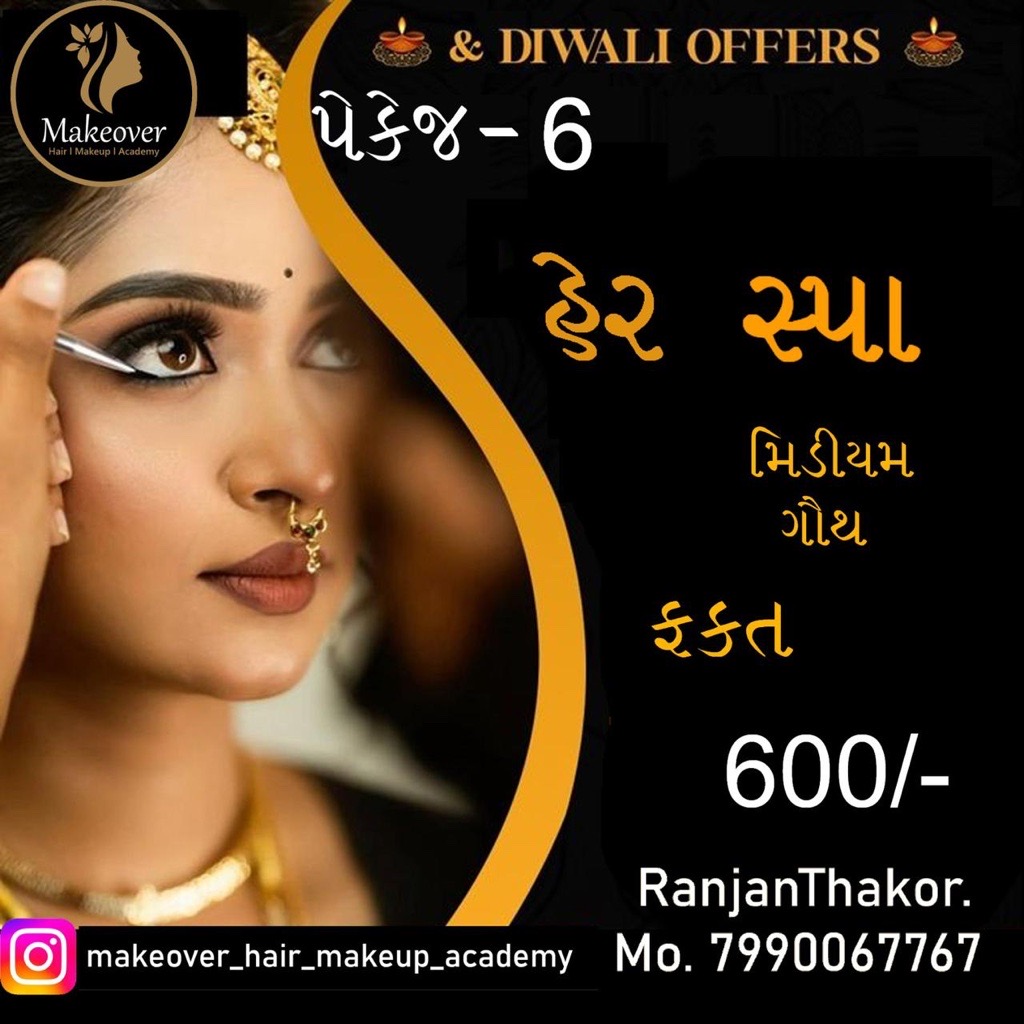 Makeover
Hair | Makeup | Academy
& DIWALI OFFERS
પેકેજ - 6
હેર સ્પા
મિડીયમ
ગૌથ
ફકત
600/-
RanjanThakor.
Mo. 7990067767
makeover_hair_makeup_academy